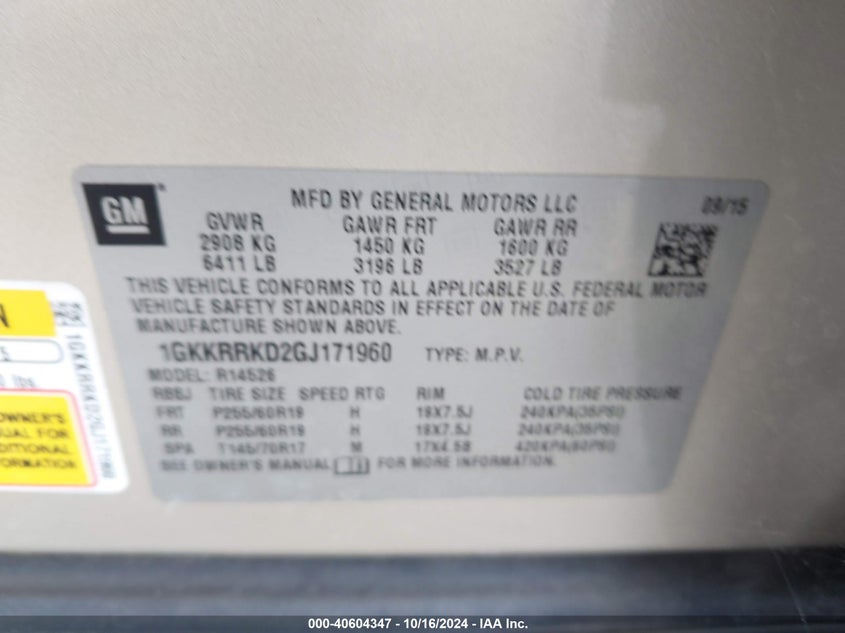 GM
MFD BY GENERAL MOTORS LLC 09/15
GVWR GAWR FRT GAWR RR
2908 KG 1450 KG 1600 KG
6411 LB 3196 LB 3527 LB
THIS VEHICLE CONFORMS TO ALL APPLICABLE U.S. FEDERAL MOTOR
VEHICLE SAFETY STANDARDS IN EFFECT ON THE DATE OF
MANUFACTURE SHOWN ABOVE.
1GKKRRKD2GJ171960 TYPE: M.P.V.
MODEL: R14526
TIRE SIZE SPEED RTG RIM COLD TIRE PRESSURE
FRT P255/60R19 H 19X7.5J 240KPA(35PSI)
RR P255/60R19 H 19X7.5J 240KPA(35PSI)
SPA T145/70R17 M 17X4.5B 420KPA(60PSI)
SEE OWNER'S MANUAL FOR MORE INFORMATION.
N
5
lbs
OWNER'S
UAL FOR
DITIONAL
FORMATION
1GKKRRKD2GJ171960
000-40604347 - 10/16/2024 - IAA Inc.